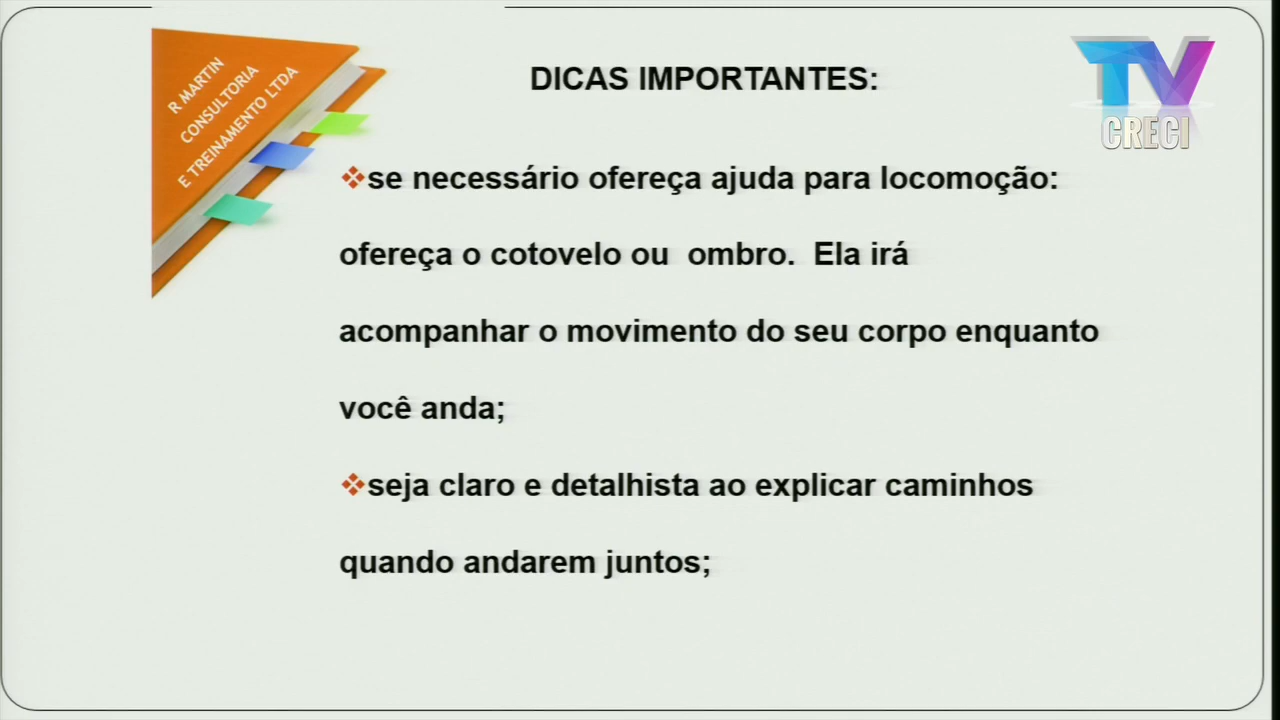 R MARTIN
CONSULTORIA
E TREINAMENTO LTDA
DICAS IMPORTANTES:
TV
CRECI
❖se necessário ofereça ajuda para locomoção:
ofereça o cotovelo ou ombro. Ela irá
acompanhar o movimento do seu corpo enquanto
você anda;
❖seja claro e detalhista ao explicar caminhos
quando andarem juntos;